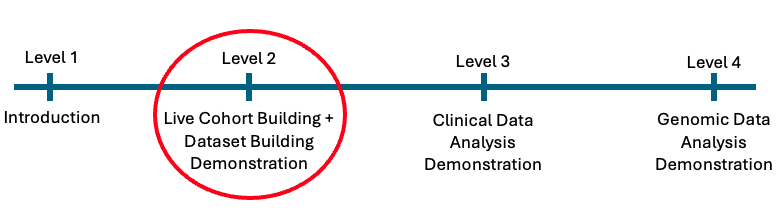 Level 1
Introduction
Level 2
Live Cohort Building +
Dataset Building
Demonstration
Level 3
Clinical Data
Analysis
Demonstration
Level 4
Genomic Data
Analysis
Demonstration